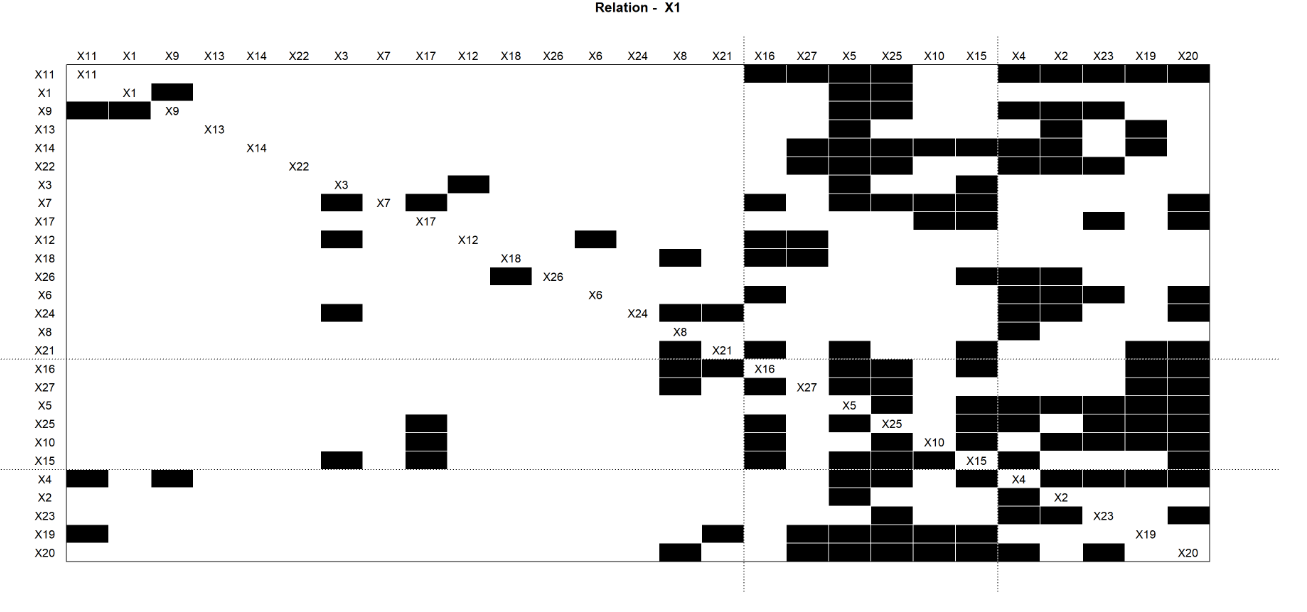 Relation - X1
X11 X1 X9 X13 X14 X22 X3 X7 X17 X12 X18 X26 X6 X24 X8 X21 X16 X27 X5 X25 X10 X15 X4 X2 X23 X19 X20
X11 X11
X1 X1
X9 X9
X13 X13
X14 X14
X22 X22
X3 X3
X7 X7
X17 X17
X12 X12
X18 X18
X26 X26
X6 X6
X24 X24
X8 X8
X21 X21
X16 X16
X27 X27
X5 X5
X25 X25
X10 X10
X15 X15
X4 X4
X2 X2
X23 X23
X19 X19
X20 X20